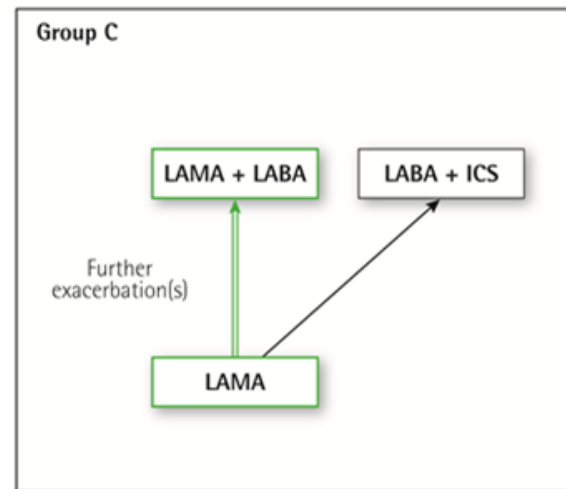 Group C
LAMA + LABA
LABA + ICS
Further
exacerbation(s)
LAMA